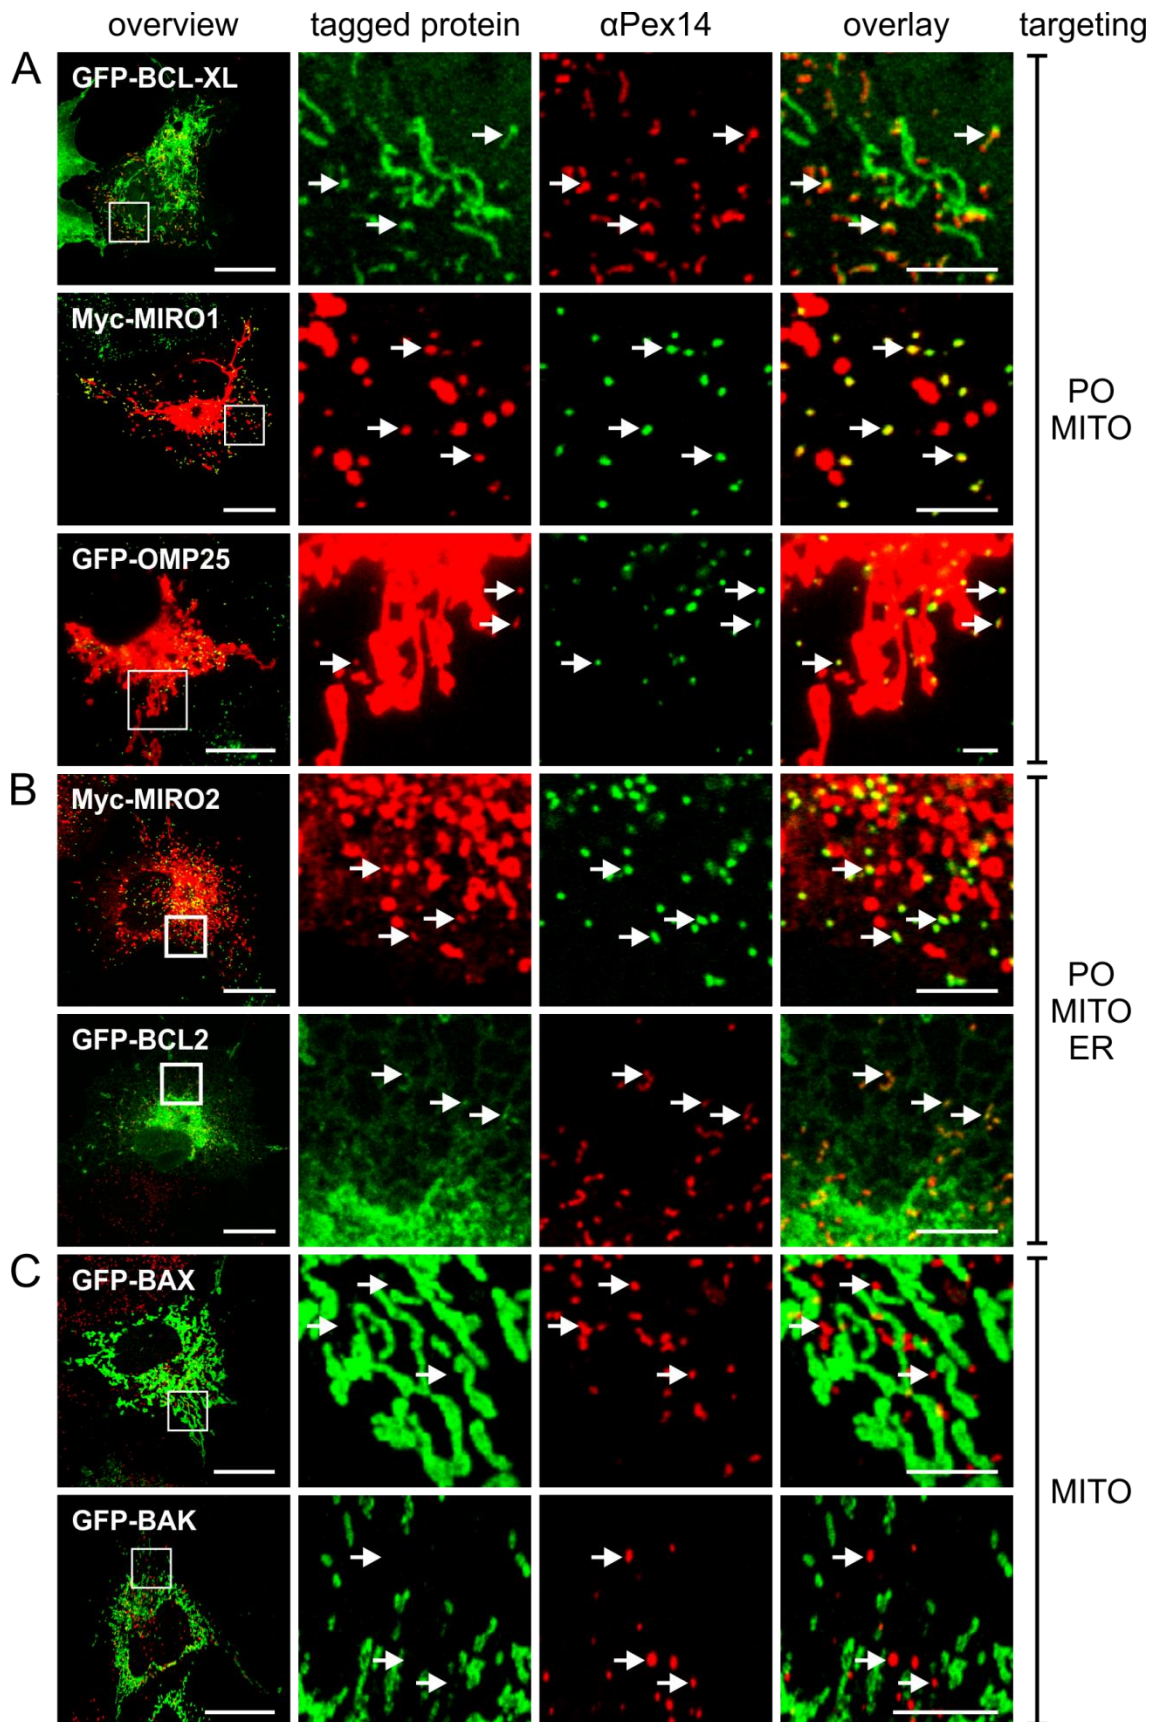 overview tagged protein αPex14 overlay targeting
A
GFP-BCL-XL
Myc-MIRO1
PO
MITO
GFP-OMP25
B
Myc-MIRO2
PO
MITO
ER
GFP-BCL2
C
GFP-BAX
MITO
GFP-BAK